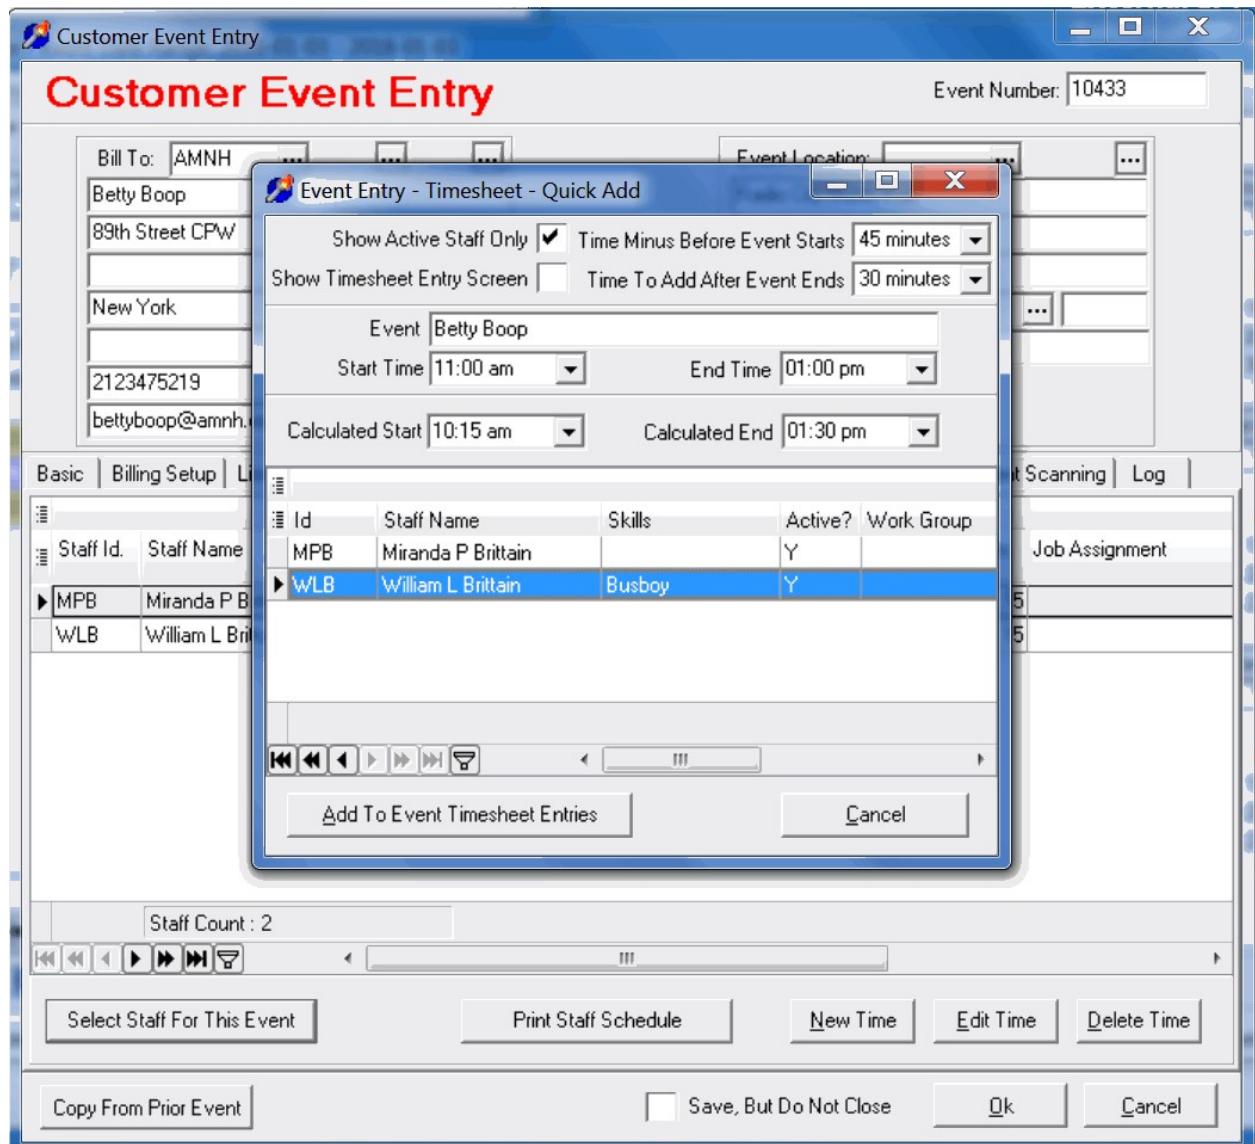 Customer Event Entry
Customer Event Entry
Event Number: 10433
Bill To: AMNH ... ... ...
Event Location: ... ...
Betty Boop
89th Street CPW
New York
...
2123475219
bettyboop@amnh.
Event Entry - Timesheet - Quick Add
Show Active Staff Only Time Minus Before Event Starts 45 minutes
Show Timesheet Entry Screen Time To Add After Event Ends 30 minutes
Event Betty Boop
Start Time 11:00 am End Time 01:00 pm
Calculated Start 10:15 am Calculated End 01:30 pm
Id Staff Name Skills Active? Work Group
MPB Miranda P Brittain Y
WLB William L Brittain Busboy Y
Add To Event Timesheet Entries Cancel
Basic Billing Setup Li t Scanning Log
Staff Id. Staff Name Job Assignment
MPB Miranda P B 5
WLB William L Brit 5
Staff Count : 2
Select Staff For This Event Print Staff Schedule New Time Edit Time Delete Time
Copy From Prior Event Save, But Do Not Close Ok Cancel